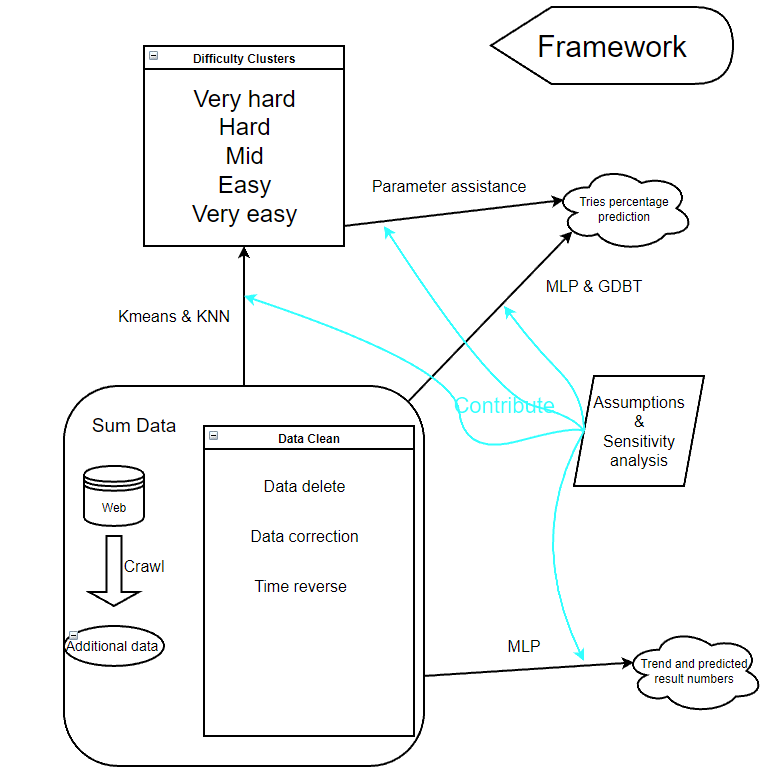 Framework
Difficulty Clusters
Very hard
Hard
Mid
Easy
Very easy
Parameter assistance
Tries percentage
prediction
MLP & GDBT
Kmeans & KNN
Contribute
Assumptions
&
Sensitivity
analysis
Sum Data
Data Clean
Web
Data delete
Data correction
Crawl
Time reverse
Additional data
MLP
Trend and predicted
result numbers